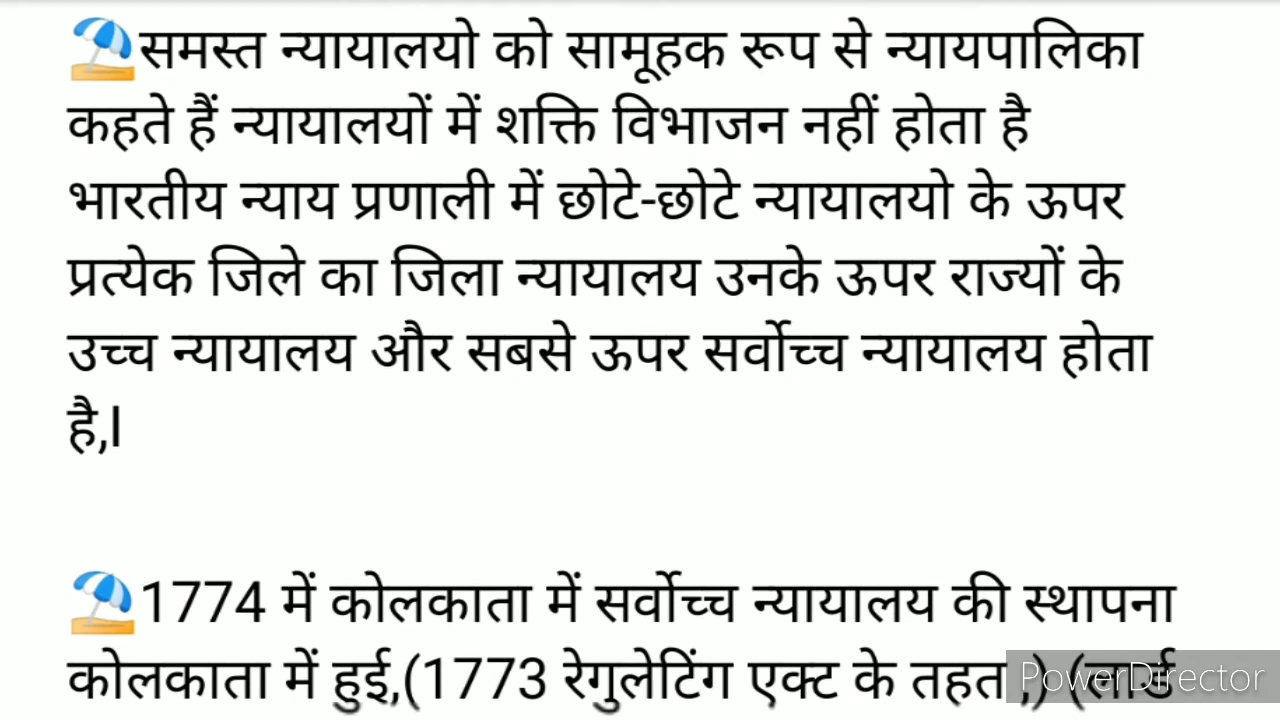 समस्त न्यायालयो को सामूहक रूप से न्यायपालिका
कहते हैं न्यायालयों में शक्ति विभाजन नहीं होता है
भारतीय न्याय प्रणाली में छोटे-छोटे न्यायालयो के ऊपर
प्रत्येक जिले का जिला न्यायालय उनके ऊपर राज्यों के
उच्च न्यायालय और सबसे ऊपर सर्वोच्च न्यायालय होता
है,l
1774 में कोलकाता में सर्वोच्च न्यायालय की स्थापना
कोलकाता में हुई,(1773 रेगुलेटिंग एक्ट के तहत ,) (लार्ड
PowerDirector